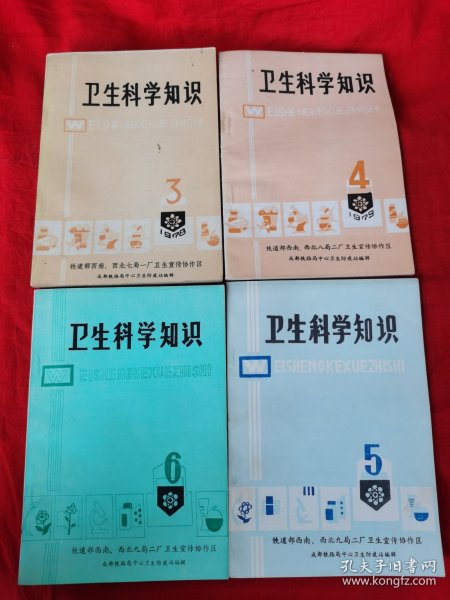 卫生科学知识
WEISHENGKEXUEZHISHI
3
1978
铁道部西南、西北七局一厂卫生宣传协作区
成都铁路局中心卫生防疫站编辑
卫生科学知识
WEISHENGKEXUEZHISHI
4
1979
铁道部西南、西北八局二厂卫生宣传协作区
成都铁路局中心卫生防疫站编辑
卫生科学知识
WEISHENGKEXUEZHISHI
6
铁道部西南、西北九局二厂卫生宣传协作区
成都铁路局中心卫生防疫站编辑
卫生科学知识
WEISHENGKEXUEZHISHI
5
铁道部西南、西北九局二厂卫生宣传协作区
成都铁路局中心卫生防疫站编辑
孔夫子旧书网
www.kongfz.com